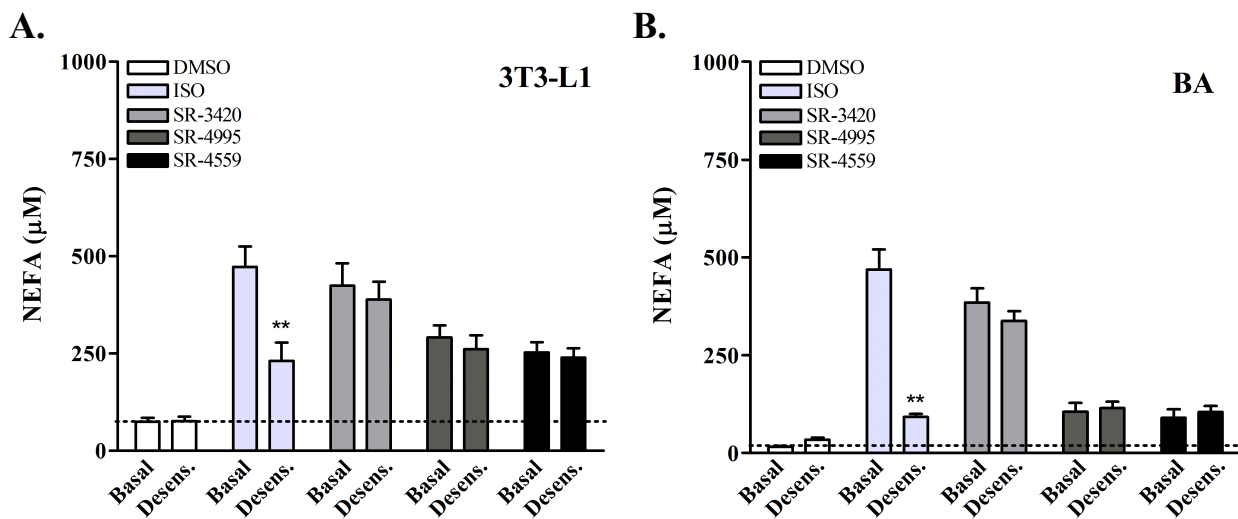 A.
3T3-L1
DMSO
ISO
SR-3420
SR-4995
SR-4559
NEFA (µM)
1000
750
500
250
0
**
Basal
Desens.
Basal
Desens.
Basal
Desens.
Basal
Desens.
Basal
Desens.
B.
BA
DMSO
ISO
SR-3420
SR-4995
SR-4559
NEFA (µM)
1000
750
500
250
0
**
Basal
Desens.
Basal
Desens.
Basal
Desens.
Basal
Desens.
Basal
Desens.